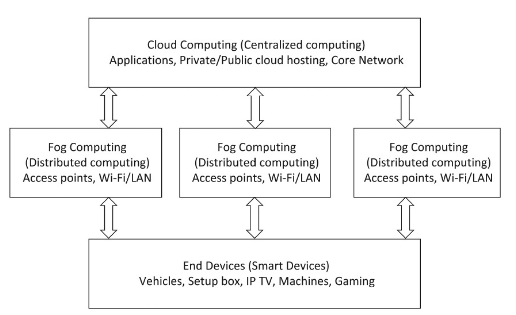 Cloud Computing (Centralized computing)
Applications, Private/Public cloud hosting, Core Network
Fog Computing
(Distributed computing)
Access points, Wi-Fi/LAN
Fog Computing
(Distributed computing)
Access points, Wi-Fi/LAN
Fog Computing
(Distributed computing)
Access points, Wi-Fi/LAN
End Devices (Smart Devices)
Vehicles, Setup box, IP TV, Machines, Gaming